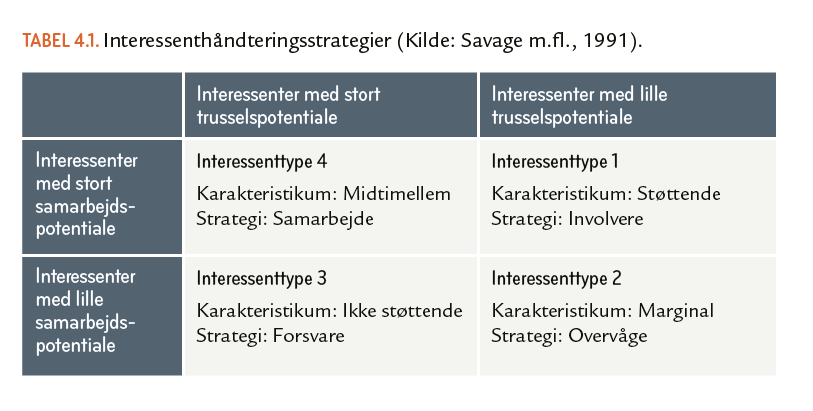 TABEL 4.1. Interessenthåndteringsstrategier (Kilde: Savage m.fl., 1991).
Interessenter med stort
trusselspotentiale
Interessenter med lille
trusselspotentiale
Interessenter
med stort
samarbejds-
potentiale
Interessenttype 4
Karakteristikum: Midtimellem
Strategi: Samarbejde
Interessenttype 1
Karakteristikum: Støttende
Strategi: Involvere
Interessenter
med lille
samarbejds-
potentiale
Interessenttype 3
Karakteristikum: Ikke støttende
Strategi: Forsvare
Interessenttype 2
Karakteristikum: Marginal
Strategi: Overvåge